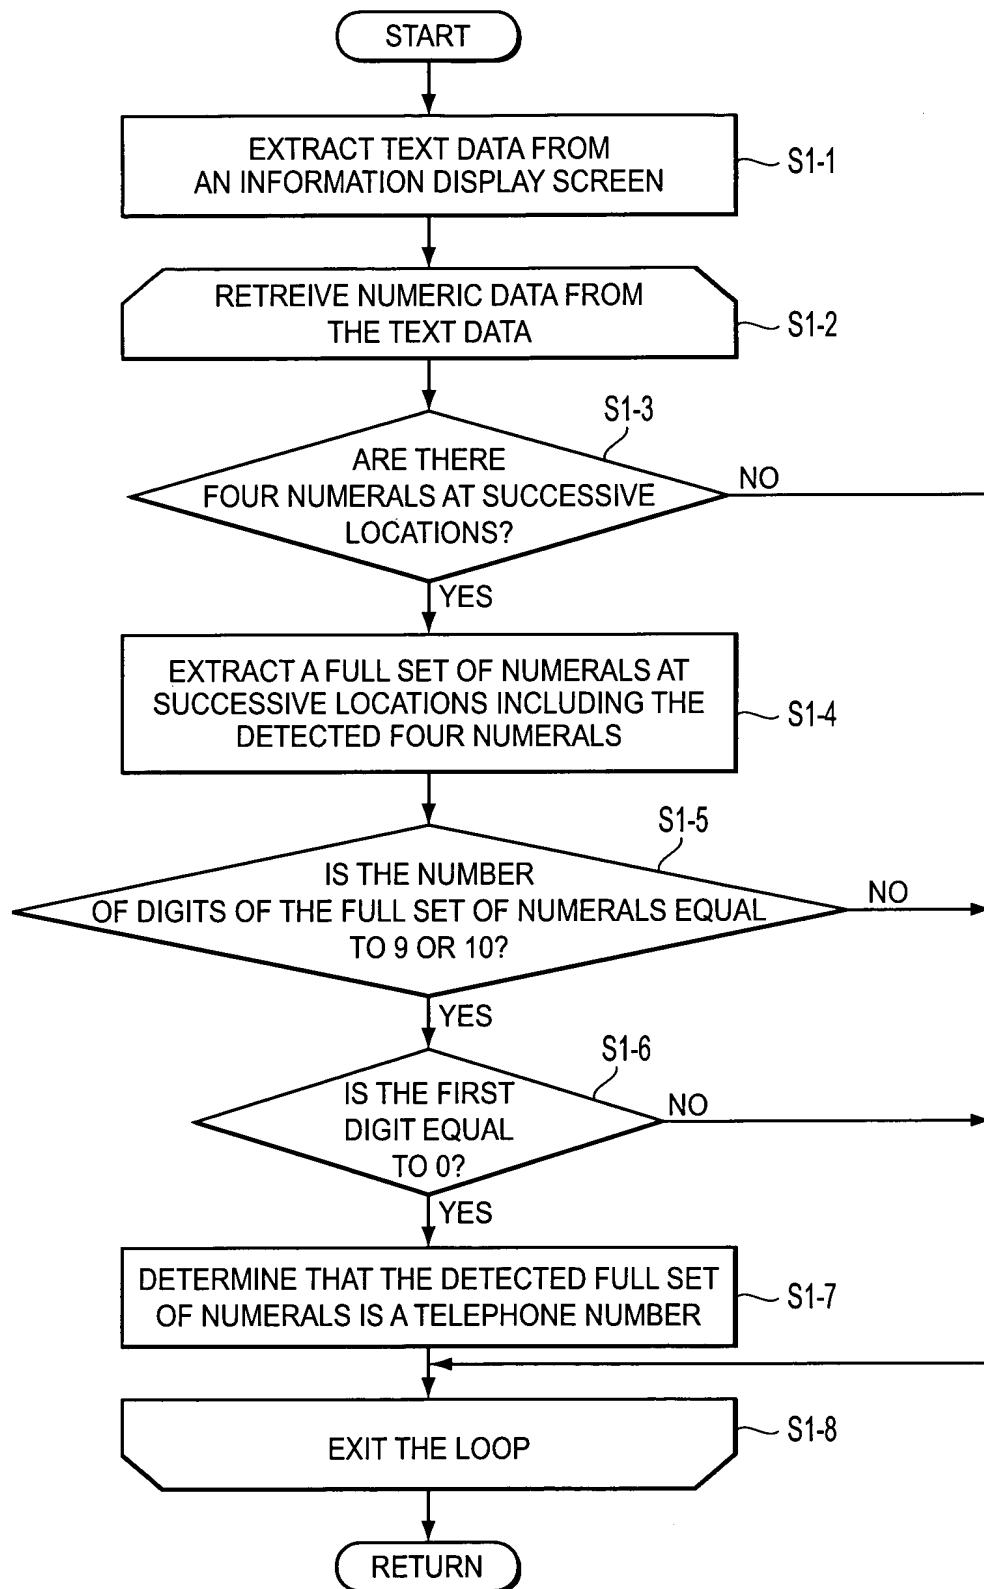 START
EXTRACT TEXT DATA FROM
AN INFORMATION DISPLAY SCREEN
S1-1
RETREIVE NUMERIC DATA FROM
THE TEXT DATA
S1-2
S1-3
ARE THERE
FOUR NUMERALS AT SUCCESSIVE
LOCATIONS?
NO
YES
EXTRACT A FULL SET OF NUMERALS AT
SUCCESSIVE LOCATIONS INCLUDING THE
DETECTED FOUR NUMERALS
S1-4
S1-5
IS THE NUMBER
OF DIGITS OF THE FULL SET OF NUMERALS EQUAL
TO 9 OR 10?
NO
YES
S1-6
IS THE FIRST
DIGIT EQUAL
TO 0?
NO
YES
DETERMINE THAT THE DETECTED FULL SET
OF NUMERALS IS A TELEPHONE NUMBER
S1-7
EXIT THE LOOP
S1-8
RETURN